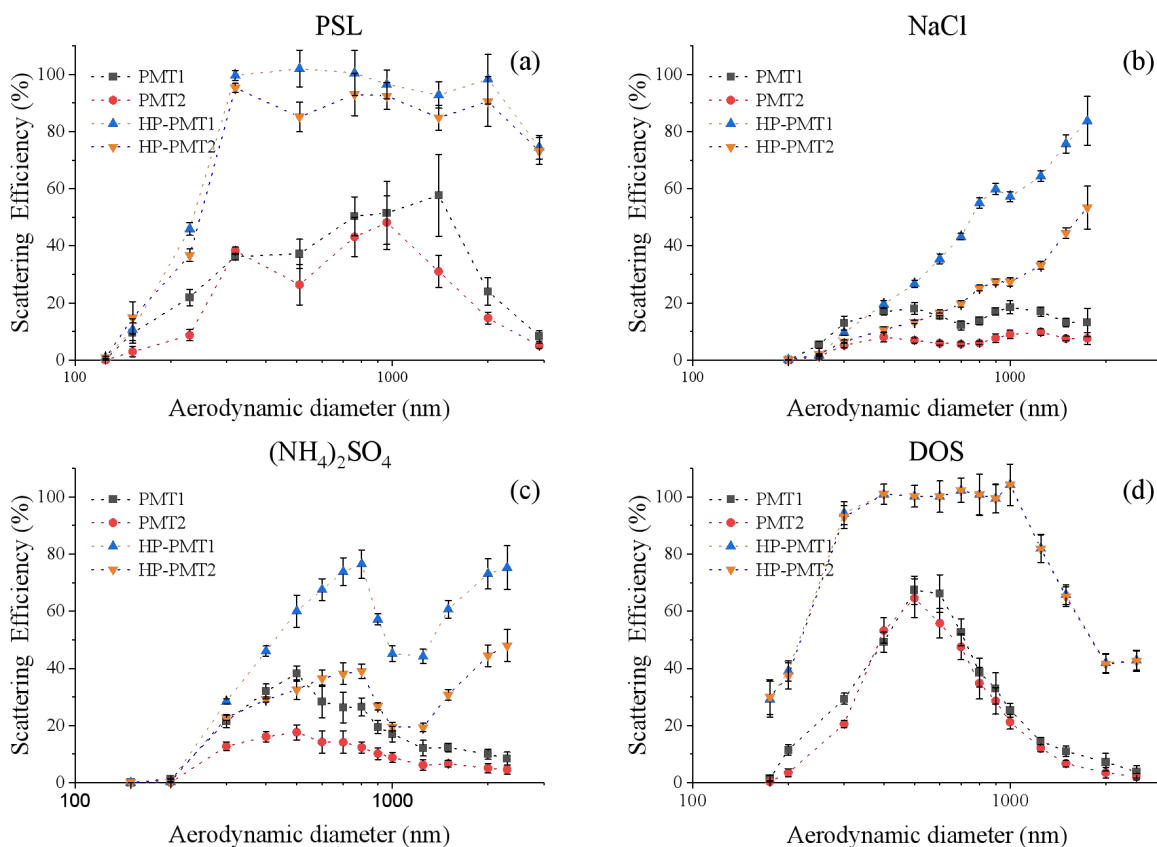 PSL
(a)
PMT1
PMT2
HP-PMT1
HP-PMT2
Scattering Efficiency (%)
100
80
60
40
20
0
100
1000
Aerodynamic diameter (nm)
NaCl
(b)
PMT1
PMT2
HP-PMT1
HP-PMT2
Scattering Efficiency (%)
100
80
60
40
20
0
100
1000
Aerodynamic diameter (nm)
(NH₄)₂SO₄
(c)
PMT1
PMT2
HP-PMT1
HP-PMT2
Scattering Efficiency (%)
100
80
60
40
20
0
100
1000
Aerodynamic diameter (nm)
DOS
(d)
PMT1
PMT2
HP-PMT1
HP-PMT2
Scattering Efficiency (%)
100
80
60
40
20
0
100
1000
Aerodynamic diameter (nm)